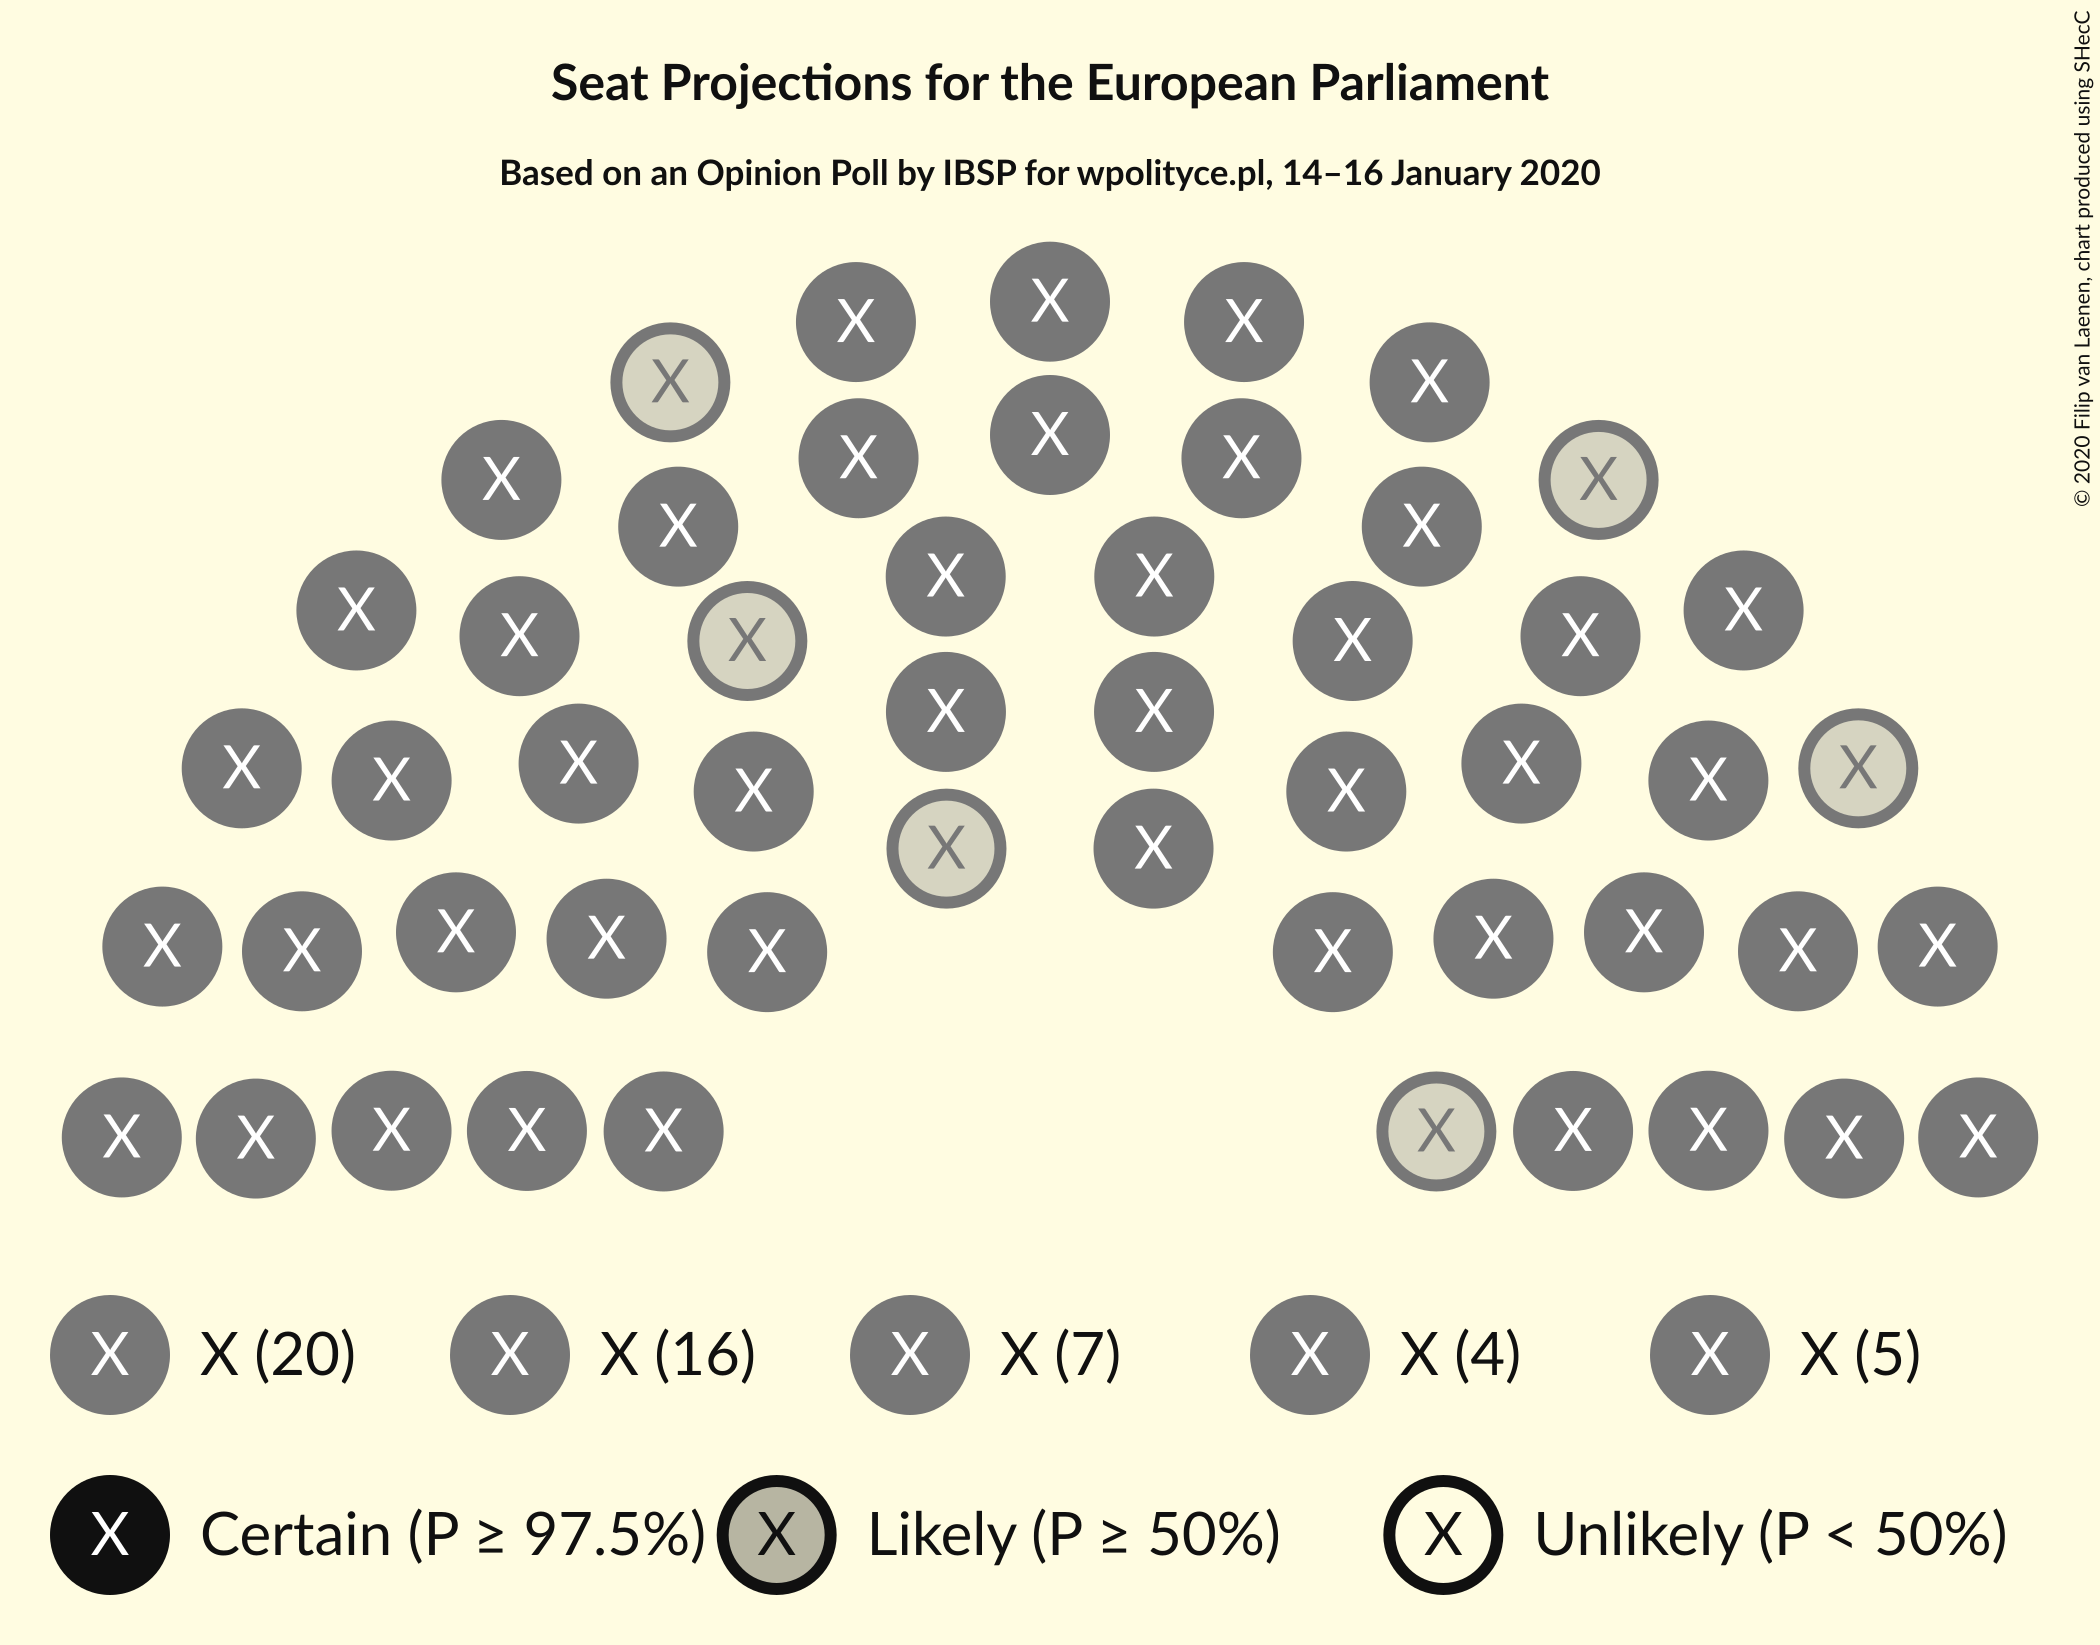 Seat Projections for the European Parliament
Based on an Opinion Poll by IBSP for wpolityce.pl, 14–16 January 2020
© 2020 Filip van Laenen, chart produced using SHecC
X X X
X X
X X X
X X
X X
X X
X X X X X X
X X
X X X X X X X X
X X
X X X X X X X X X X
X X X X X X X X X X
X X (20) X X (16) X X (7) X X (4) X X (5)
X Certain (P ≥ 97.5%) X Likely (P ≥ 50%) X Unlikely (P < 50%)